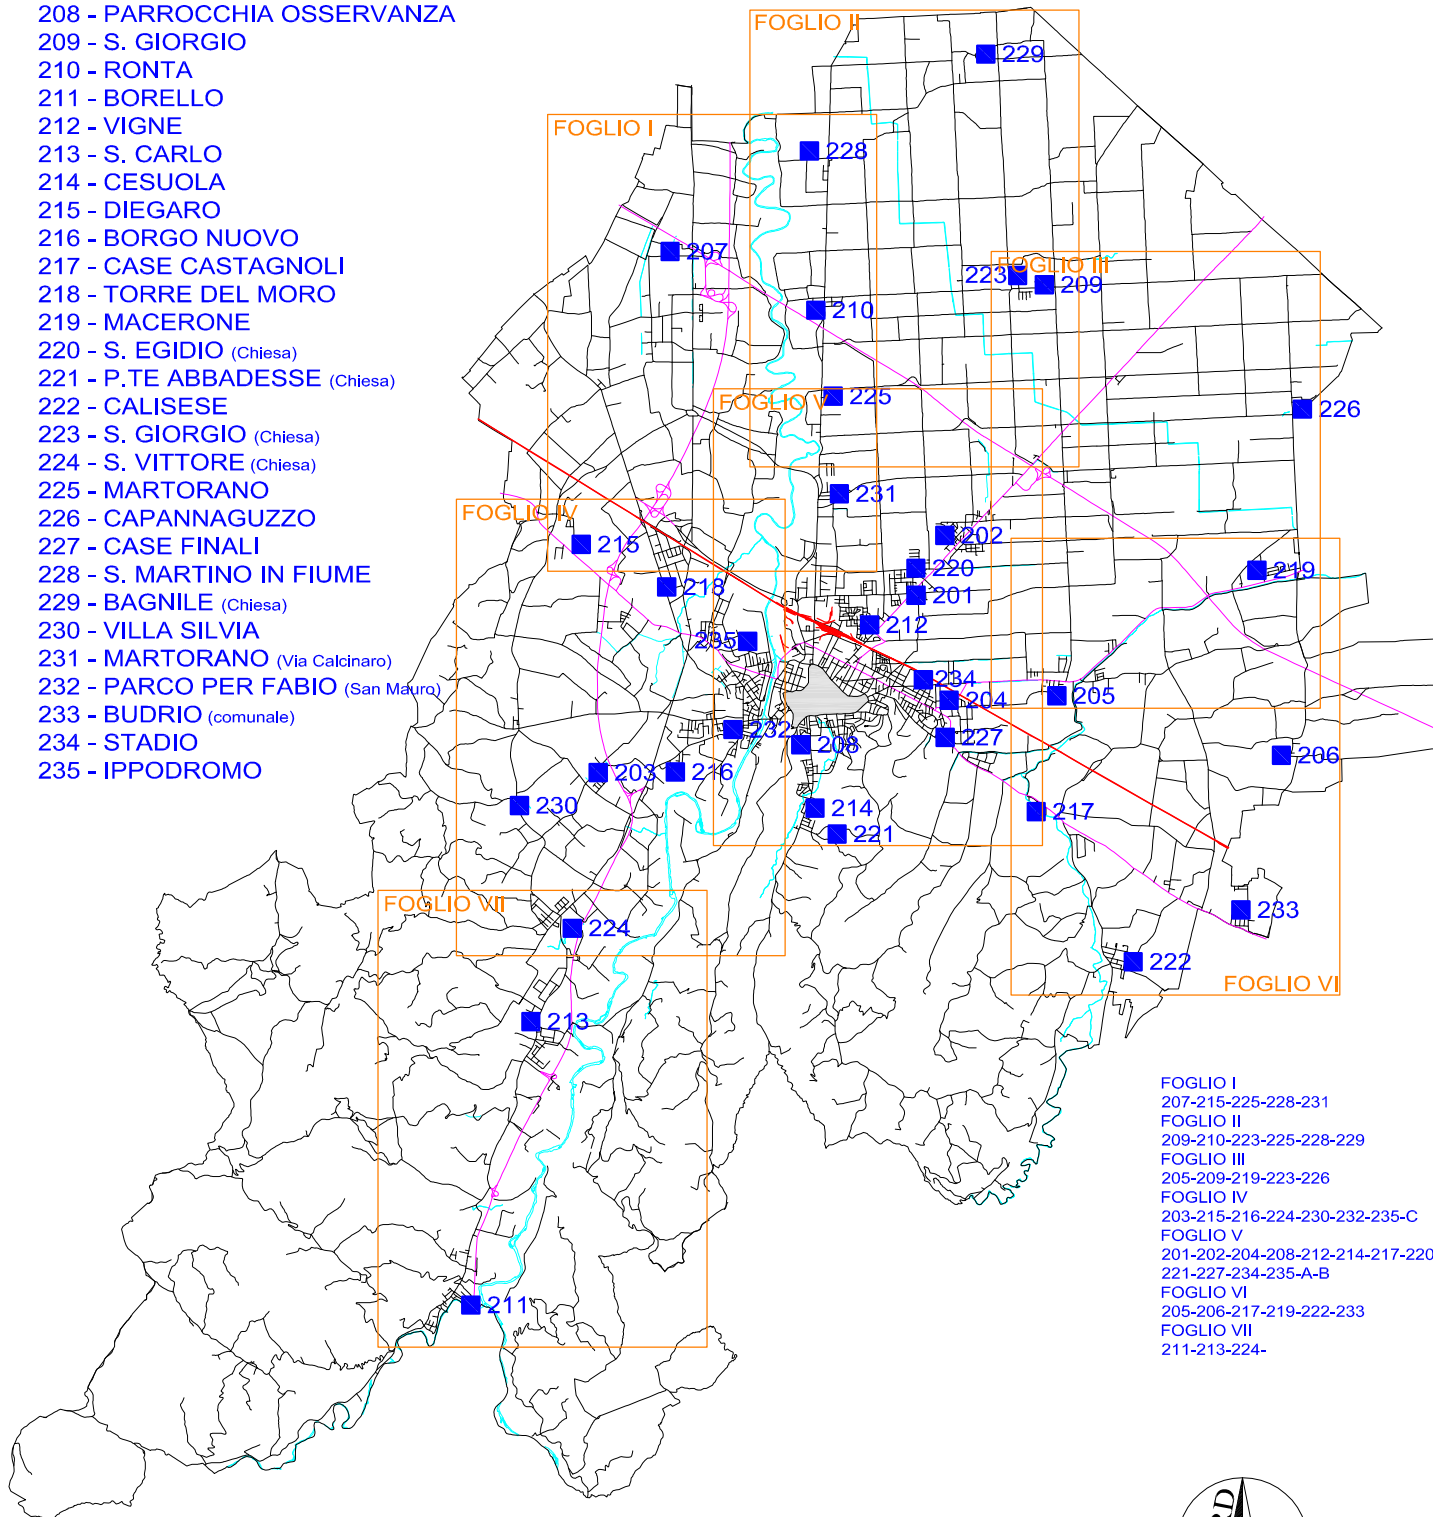 208 - PARROCCHIA OSSERVANZA
209 - S. GIORGIO
210 - RONTA
211 - BORELLO
212 - VIGNE
213 - S. CARLO
214 - CESUOLA
215 - DIEGARO
216 - BORGO NUOVO
217 - CASE CASTAGNOLI
218 - TORRE DEL MORO
219 - MACERONE
220 - S. EGIDIO (Chiesa)
221 - P.TE ABBADESSE (Chiesa)
222 - CALISESE
223 - S. GIORGIO (Chiesa)
224 - S. VITTORE (Chiesa)
225 - MARTORANO
226 - CAPANNAGUZZO
227 - CASE FINALI
228 - S. MARTINO IN FIUME
229 - BAGNILE (Chiesa)
230 - VILLA SILVIA
231 - MARTORANO (Via Calcinaro)
232 - PARCO PER FABIO (San Mauro)
233 - BUDRIO (comunale)
234 - STADIO
235 - IPPODROMO
FOGLIO II
229
FOGLIO I
228
207
FOGLIO III
223
209
210
FOGLIO V
225
226
231
FOGLIO IV
202
215
220
219
218
201
212
235
234
204
205
232
208
227
206
203
216
230
214
217
221
FOGLIO VII
224
233
222
FOGLIO VI
213
211
FOGLIO I
207-215-225-228-231
FOGLIO II
209-210-223-225-228-229
FOGLIO III
205-209-219-223-226
FOGLIO IV
203-215-216-224-230-232-235-C
FOGLIO V
201-202-204-208-212-214-217-220
221-227-234-235-A-B
FOGLIO VI
205-206-217-219-222-233
FOGLIO VII
211-213-224-